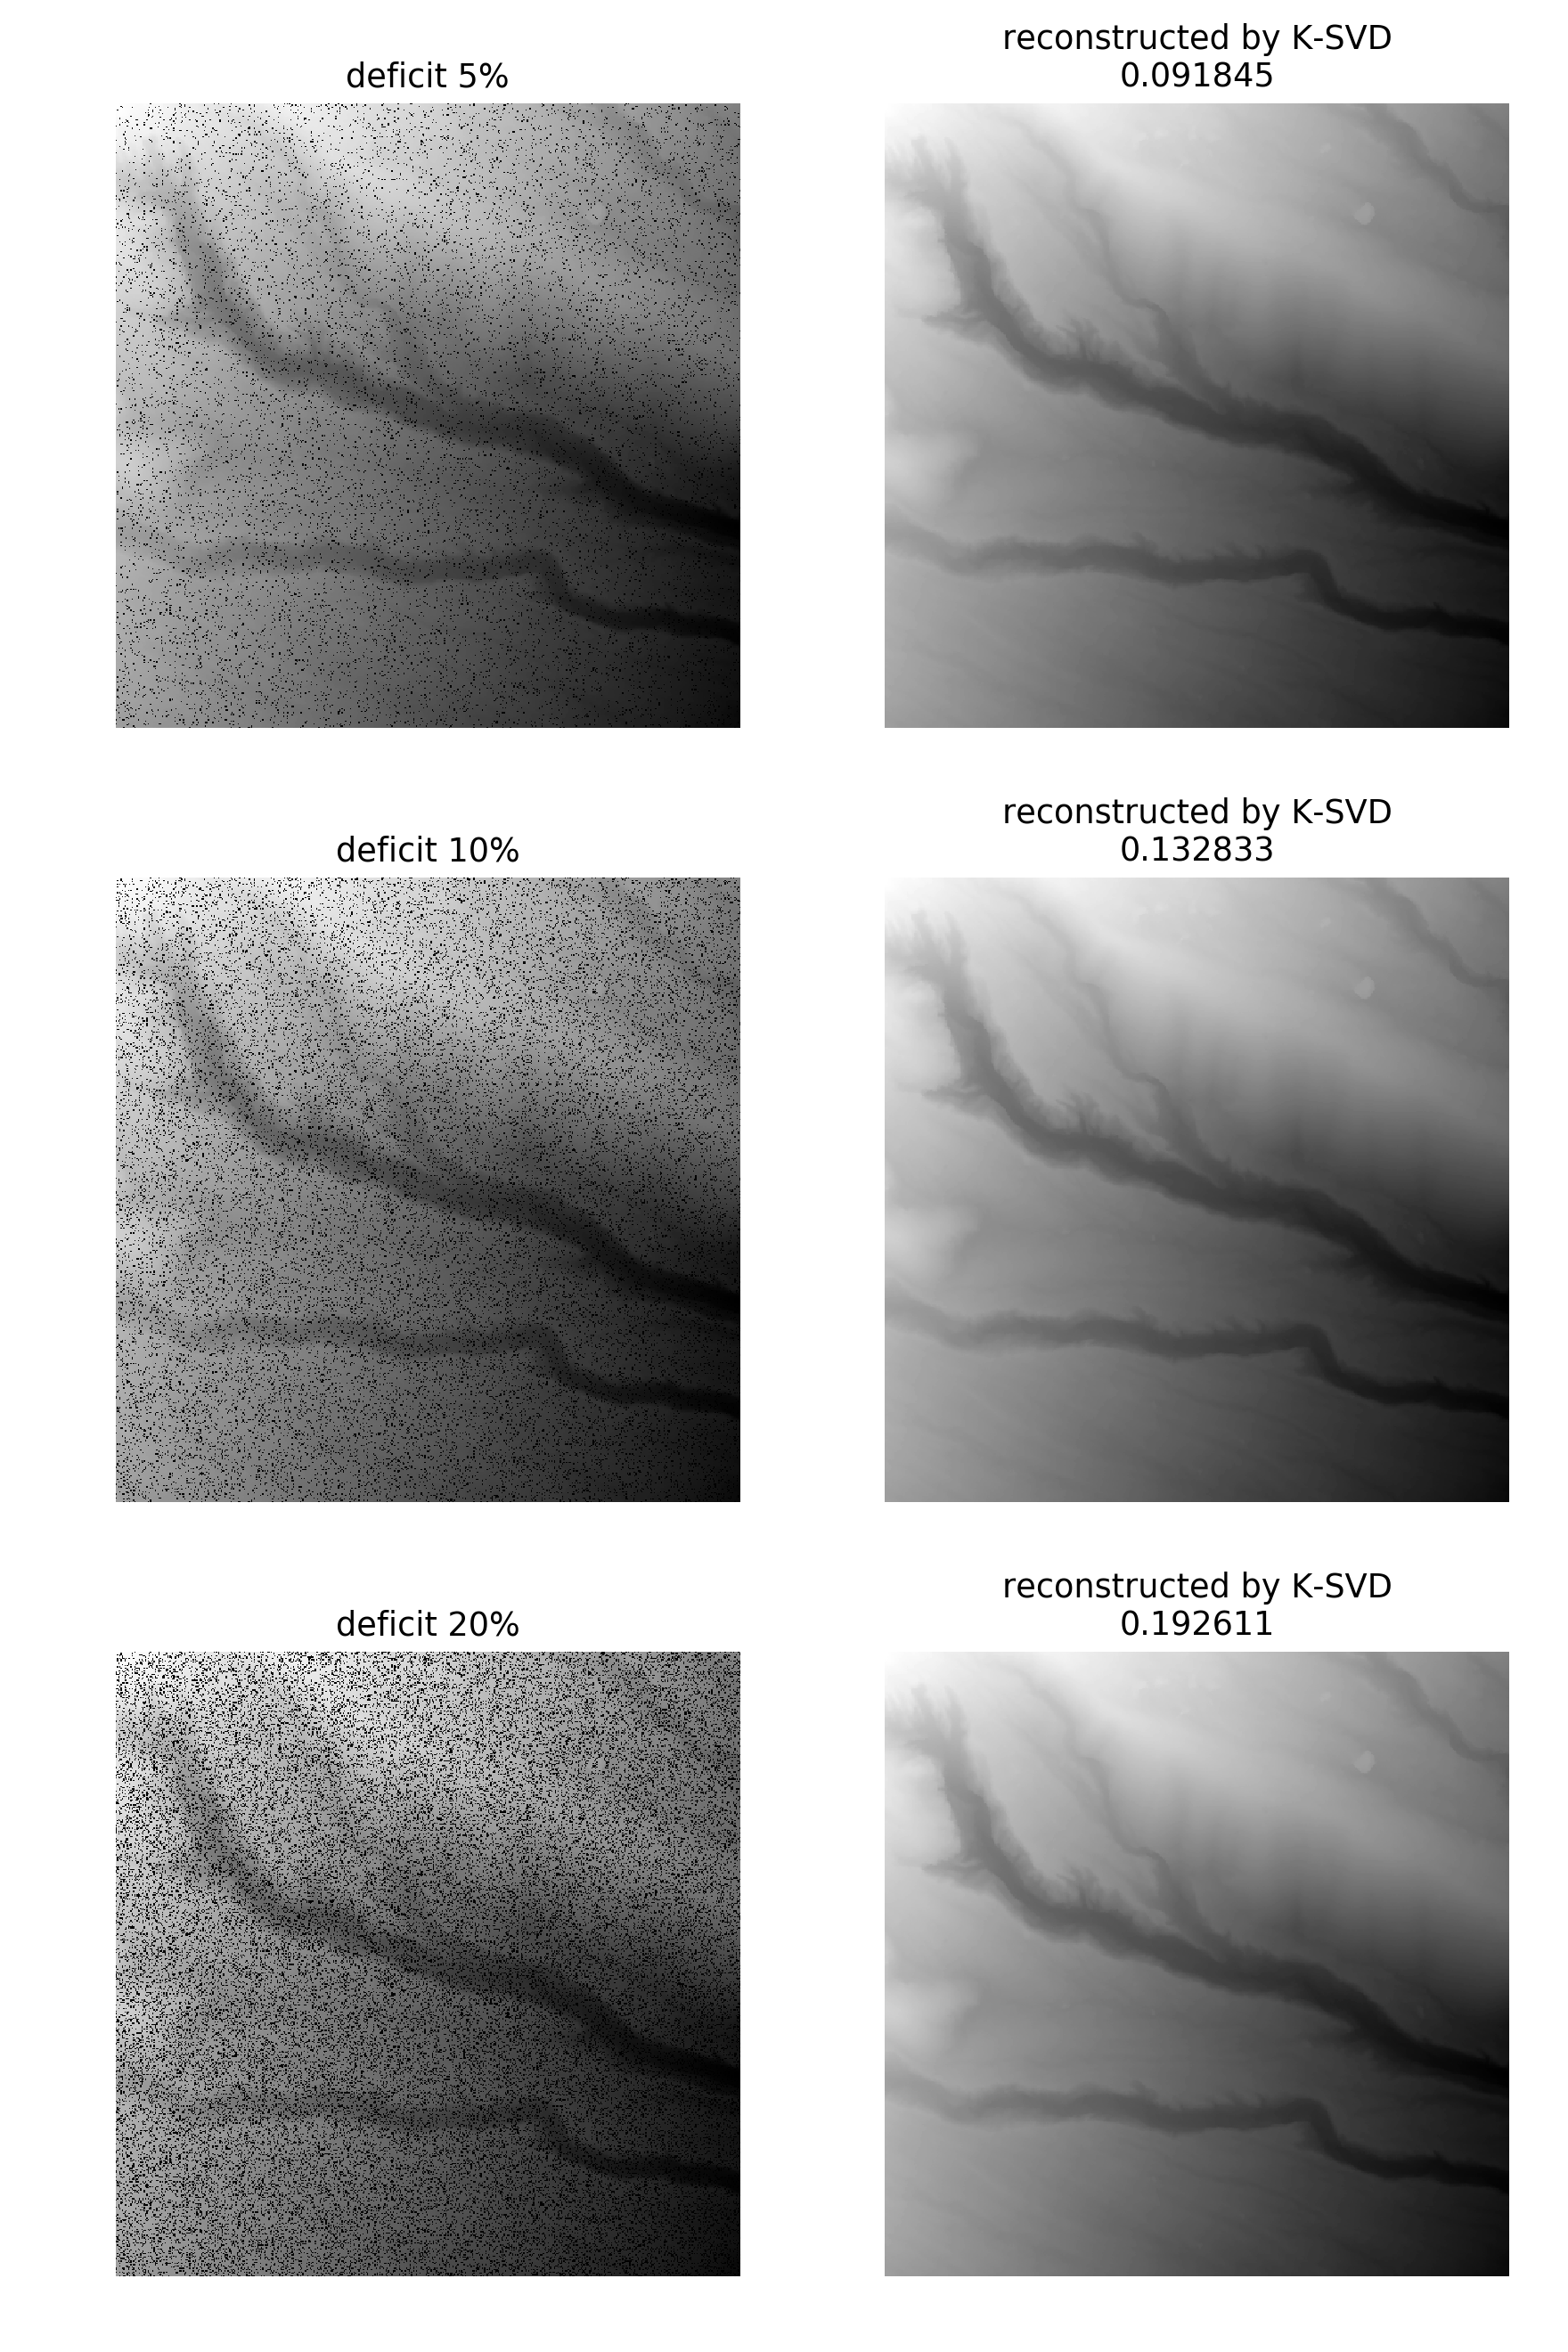 deficit 5%
reconstructed by K-SVD
0.091845
deficit 10%
reconstructed by K-SVD
0.132833
deficit 20%
reconstructed by K-SVD
0.192611